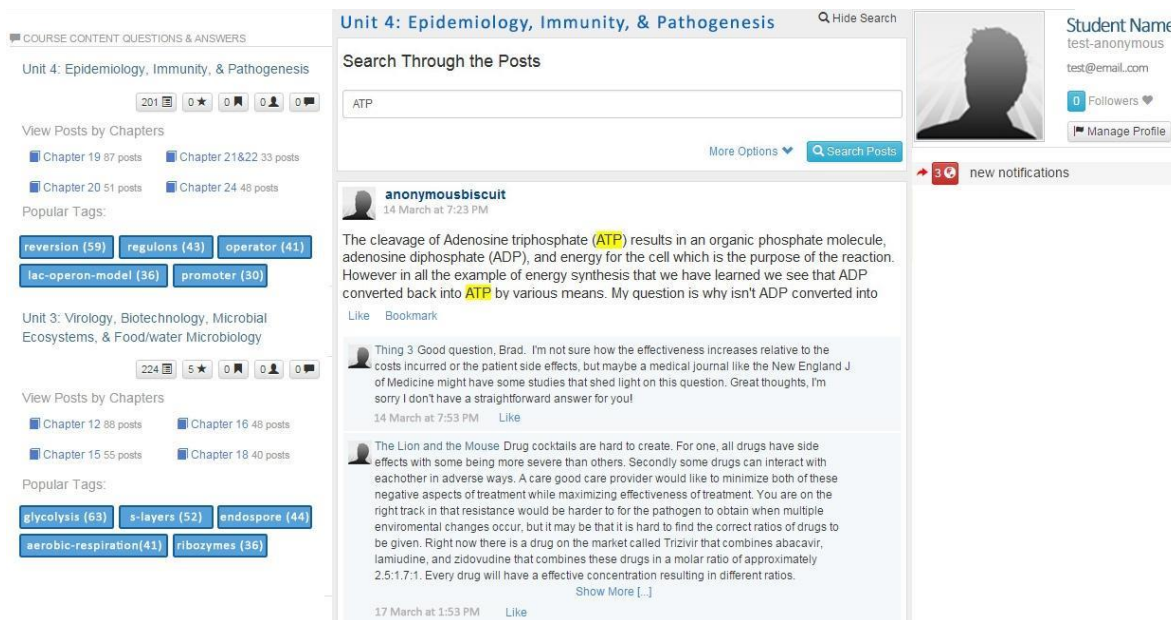 COURSE CONTENT QUESTIONS & ANSWERS
Unit 4: Epidemiology, Immunity, & Pathogenesis
201 0 0 0 0
View Posts by Chapters
Chapter 19 87 posts Chapter 21&22 33 posts
Chapter 20 51 posts Chapter 24 48 posts
Popular Tags:
reversion (59) regulons (43) operator (41)
lac-operon-model (36) promoter (30)
Unit 3: Virology, Biotechnology, Microbial
Ecosystems, & Food/water Microbiology
224 5 0 0 0
View Posts by Chapters
Chapter 12 88 posts Chapter 16 48 posts
Chapter 15 55 posts Chapter 18 40 posts
Popular Tags:
glycolysis (63) s-layers (52) endospore (44)
aerobic-respiration(41) ribozymes (36)
Unit 4: Epidemiology, Immunity, & Pathogenesis
Hide Search
Search Through the Posts
ATP
More Options Search Posts
anonymousbiscuit
14 March at 7:23 PM
The cleavage of Adenosine triphosphate (ATP) results in an organic phosphate molecule,
adenosine diphosphate (ADP), and energy for the cell which is the purpose of the reaction.
However in all the example of energy synthesis that we have learned we see that ADP
converted back into ATP by various means. My question is why isn't ADP converted into
Like Bookmark
Thing 3 Good question, Brad. I'm not sure how the effectiveness increases relative to the
costs incurred or the patient side effects, but maybe a medical journal like the New England J
of Medicine might have some studies that shed light on this question. Great thoughts, I'm
sorry I don't have a straightforward answer for you!
14 March at 7:53 PM Like
The Lion and the Mouse Drug cocktails are hard to create. For one, all drugs have side
effects with some being more severe than others. Secondly some drugs can interact with
eachother in adverse ways. A care good care provider would like to minimize both of these
negative aspects of treatment while maximizing effectiveness of treatment. You are on the
right track in that resistance would be harder to for the pathogen to obtain when multiple
enviromental changes occur, but it may be that it is hard to find the correct ratios of drugs to
be given. Right now there is a drug on the market called Trizivir that combines abacavir,
lamiudine, and zidovudine that combines these drugs in a molar ratio of approximately
2.5:1.7:1. Every drug will have a effective concentration resulting in different ratios.
Show More [...]
17 March at 1:53 PM Like
Student Name
test-anonymous
test@email..com
0 Followers
Manage Profile
3 new notifications